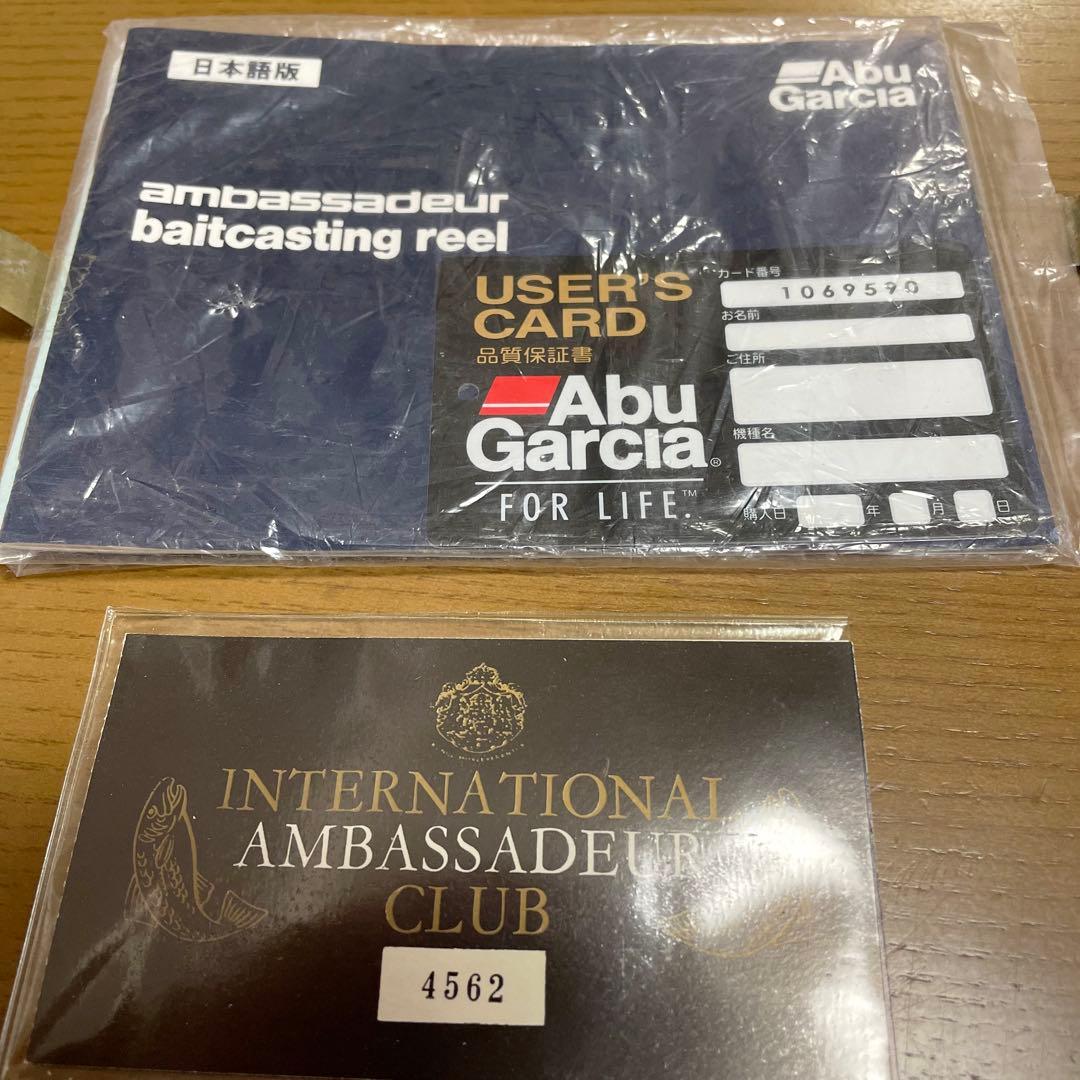 日本語版
Abu
Garcia
ambassadeur
baitcasting reel
USER'S
CARD
品質保証書
Abu
Garcia®
FOR LIFE.™
カード番号
1069590
お名前
ご住所
機種名
購入日 年 月 日
INTERNATIONAL
AMBASSADEUR
CLUB
4562